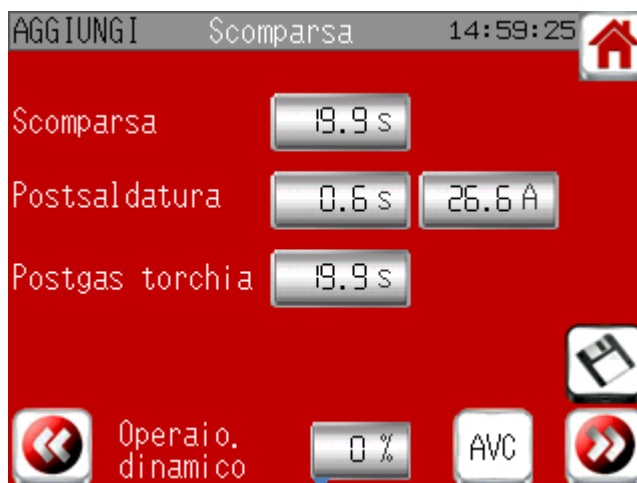 AGGIUNGI Scomparsa 14:59:25
Scomparsa 19.9 s
Postsaldatura 0.6 s 26.6 A
Postgas torchia 19.9 s
Operaio. 0 % AVC
dinamico